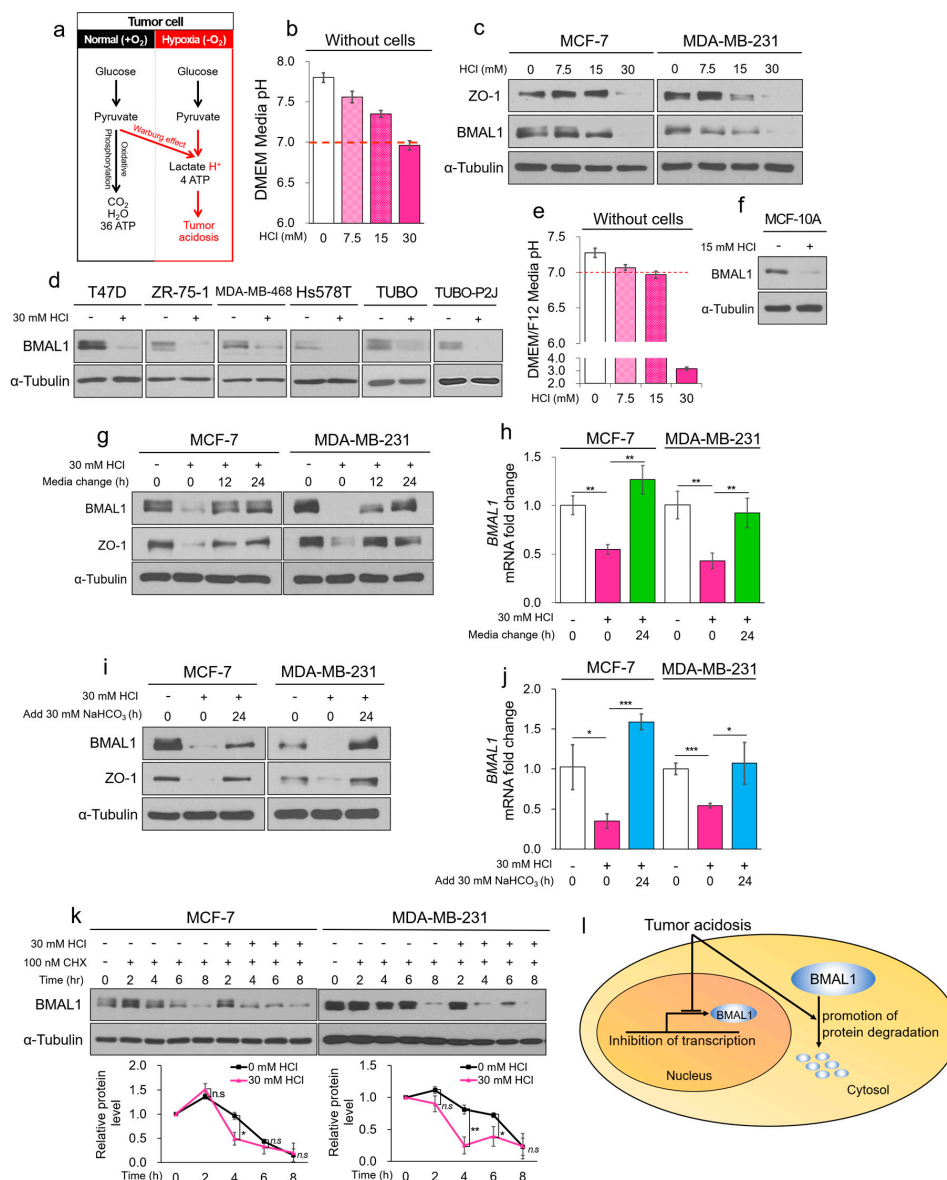 a
Tumor cell
Normal (+O₂) Hypoxia (-O₂)
Glucose Glucose
Pyruvate Pyruvate
Warburg effect
Oxidative
Phosphorylation
Lactate H⁺
4 ATP
CO₂
H₂O
36 ATP
Tumor
acidosis
b
Without cells
DMEM Media pH
8.0
7.5
7.0
6.5
6.0
HCl (mM)
0 7.5 15 30
c
MCF-7 MDA-MB-231
HCl (mM)
0 7.5 15 30 0 7.5 15 30
ZO-1
BMAL1
α-Tubulin
d
T47D ZR-75-1 MDA-MB-468 Hs578T TUBO TUBO-P2J
30 mM HCl - + - + - + - + - + - +
BMAL1
α-Tubulin
e
Without cells
DMEM/F12 Media pH
8.0
7.5
7.0
6.5
6.0
4.0
3.0
2.0
HCl (mM) 0 7.5 15 30
f
MCF-10A
15 mM HCl - +
BMAL1
α-Tubulin
g
MCF-7 MDA-MB-231
30 mM HCl - + + + - + + +
Media change (h) 0 0 12 24 0 0 12 24
BMAL1
ZO-1
α-Tubulin
h
MCF-7 MDA-MB-231
BMAL1
mRNA fold change
1.5
1.0
0.5
0.0
** ** ** **
30 mM HCl - + + - + +
Media change (h) 0 0 24 0 0 24
i
MCF-7 MDA-MB-231
30 mM HCl - + + - + +
Add 30 mM NaHCO₃ (h) 0 0 24 0 0 24
BMAL1
ZO-1
α-Tubulin
j
MCF-7 MDA-MB-231
BMAL1
mRNA fold change
2.0
1.5
1.0
0.5
0.0
* *** *** *
30 mM HCl - + + - + +
Add 30 mM NaHCO₃ (h) 0 0 24 0 0 24
k
MCF-7 MDA-MB-231
30 mM HCl - - - - - + + + + - - - - - + + + +
100 nM CHX - + + + + + + + + - + + + + + + + +
Time (hr) 0 2 4 6 8 2 4 6 8 0 2 4 6 8 2 4 6 8
BMAL1
α-Tubulin
Relative protein
level
2.0
1.5
1.0
0.5
0.0
0 mM HCl
30 mM HCl
n.s
*
n.s
n.s
Time (h) 0 2 4 6 8
Relative protein
level
1.5
1.0
0.5
0.0
0 mM HCl
30 mM HCl
n.s
**
*
n.s
Time (h) 0 2 4 6 8
l
Tumor acidosis
BMAL1
BMAL1
promotion of
protein degradation
Inhibition of transcription
Nucleus
Cytosol